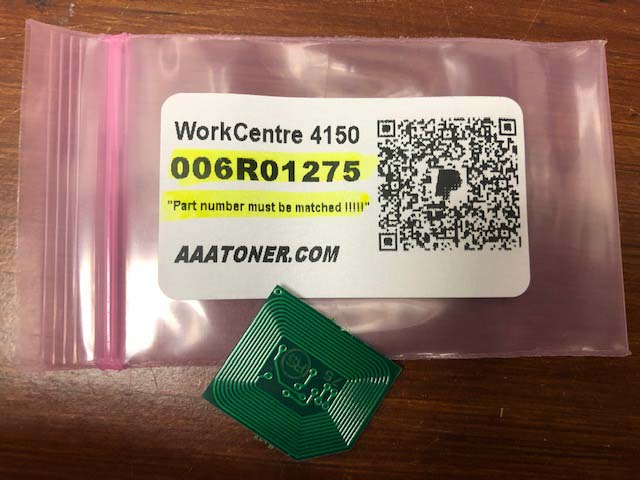 WorkCentre 4150
006R01275
"Part number must be matched !!!!!"
AAATONER.COM